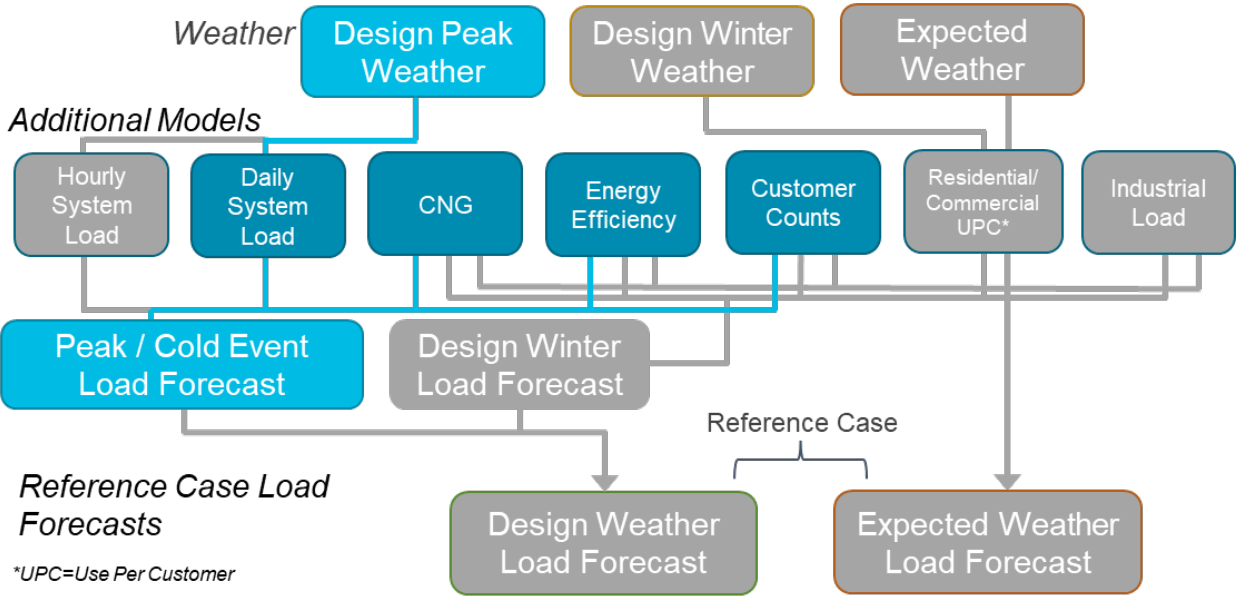 Weather
Design Peak
Weather
Design Winter
Weather
Expected
Weather
Additional Models
Hourly
System
Load
Daily
System
Load
CNG
Energy
Efficiency
Customer
Counts
Residential/
Commercial
UPC*
Industrial
Load
Peak / Cold Event
Load Forecast
Design Winter
Load Forecast
Reference Case
Reference Case Load
Forecasts
Design Weather
Load Forecast
Expected Weather
Load Forecast
*UPC=Use Per Customer